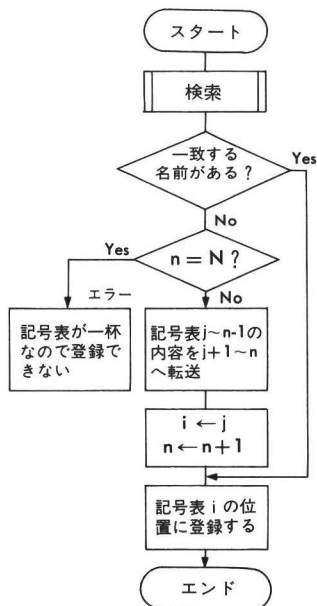 スタート
検索
一致する
名前がある？
Yes
No
n = N ?
Yes
エラー
No
記号表が一杯
なので登録で
きない
記号表j～n-1の
内容をj+1～n
へ転送
i ← j
n ← n+1
記号表 i の位
置に登録する
エンド